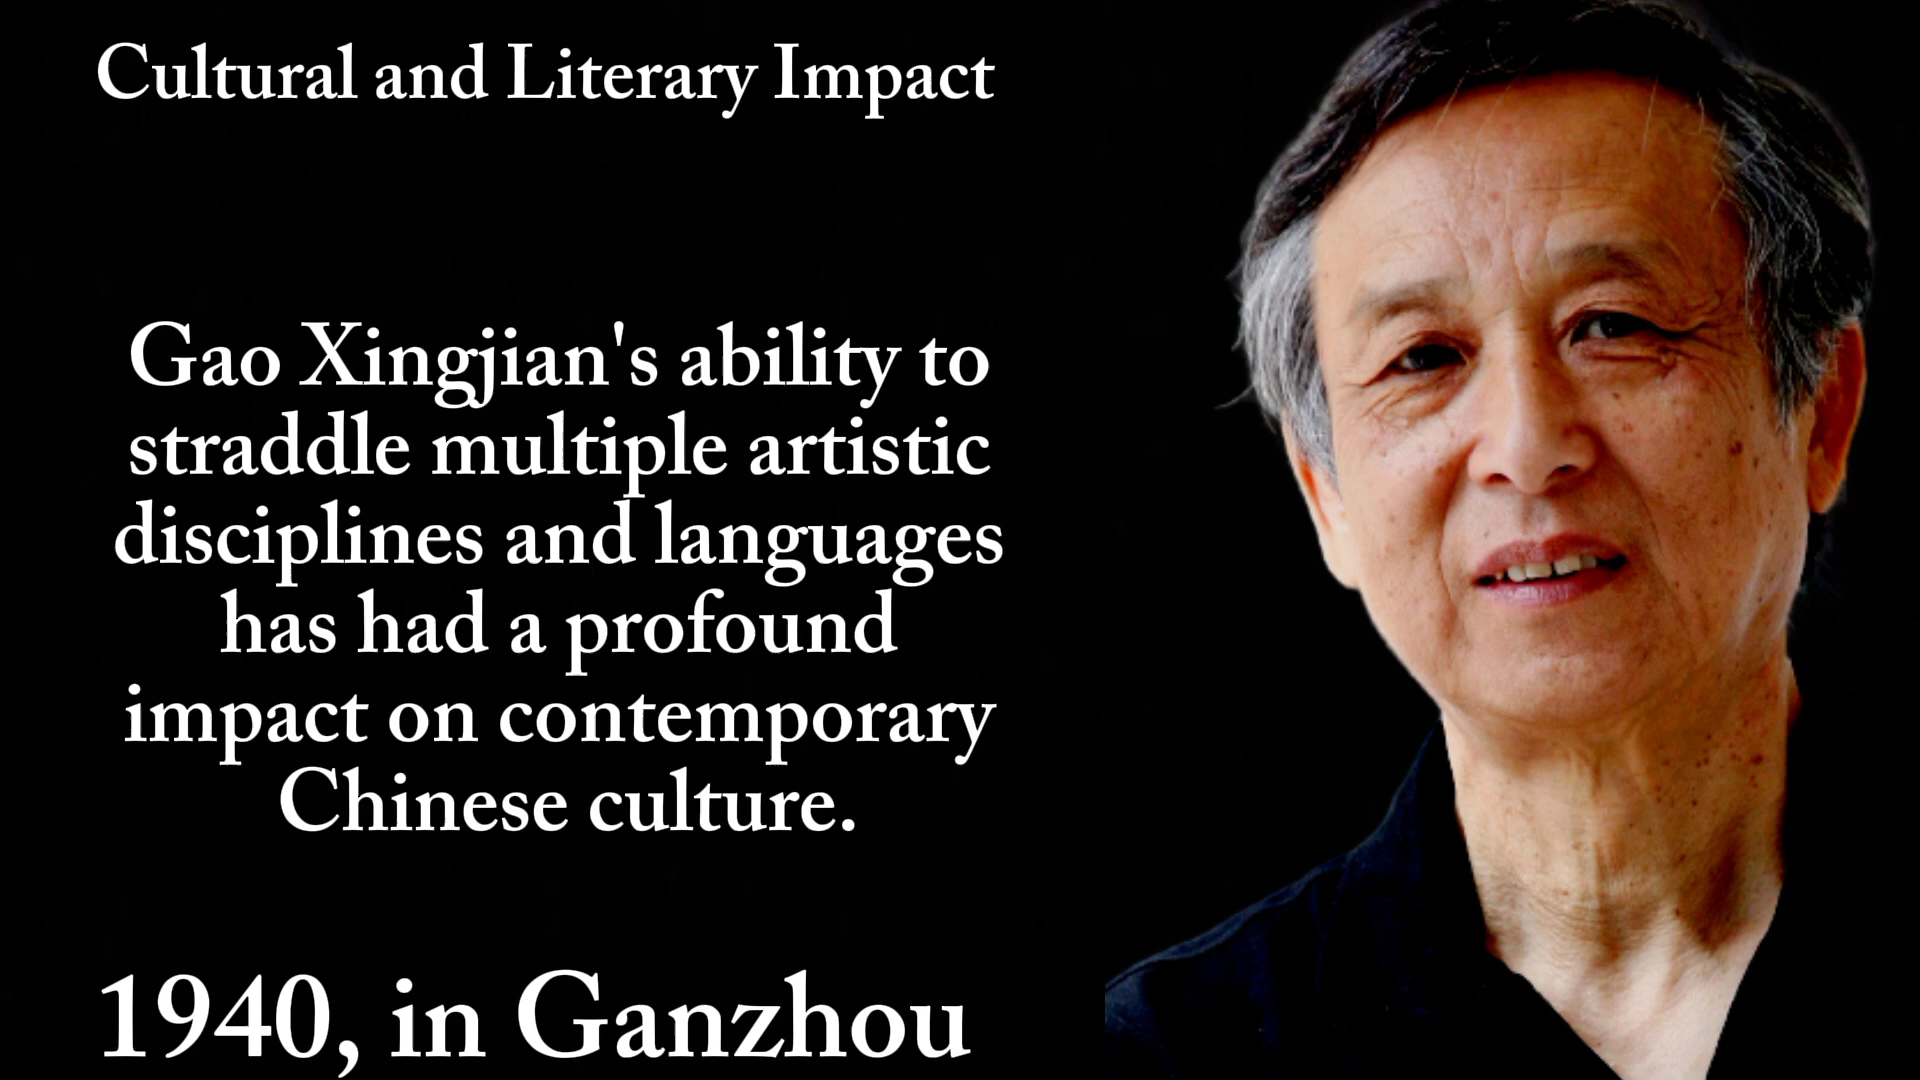 Cultural and Literary Impact
Gao Xingjian's ability to
straddle multiple artistic
disciplines and languages
has had a profound
impact on contemporary
Chinese culture.
1940, in Ganzhou